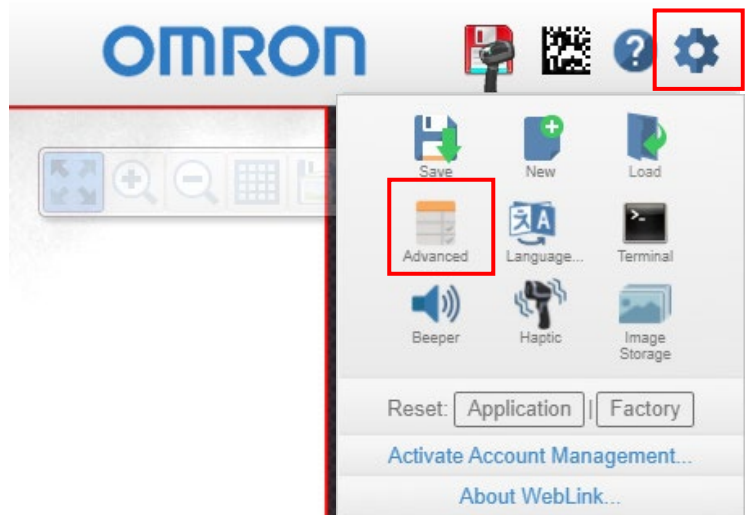 OMRON
?
Save
New
Load
Advanced
Language...
Terminal
Beeper
Haptic
Image
Storage
Reset: Application | Factory
Activate Account Management...
About WebLink...